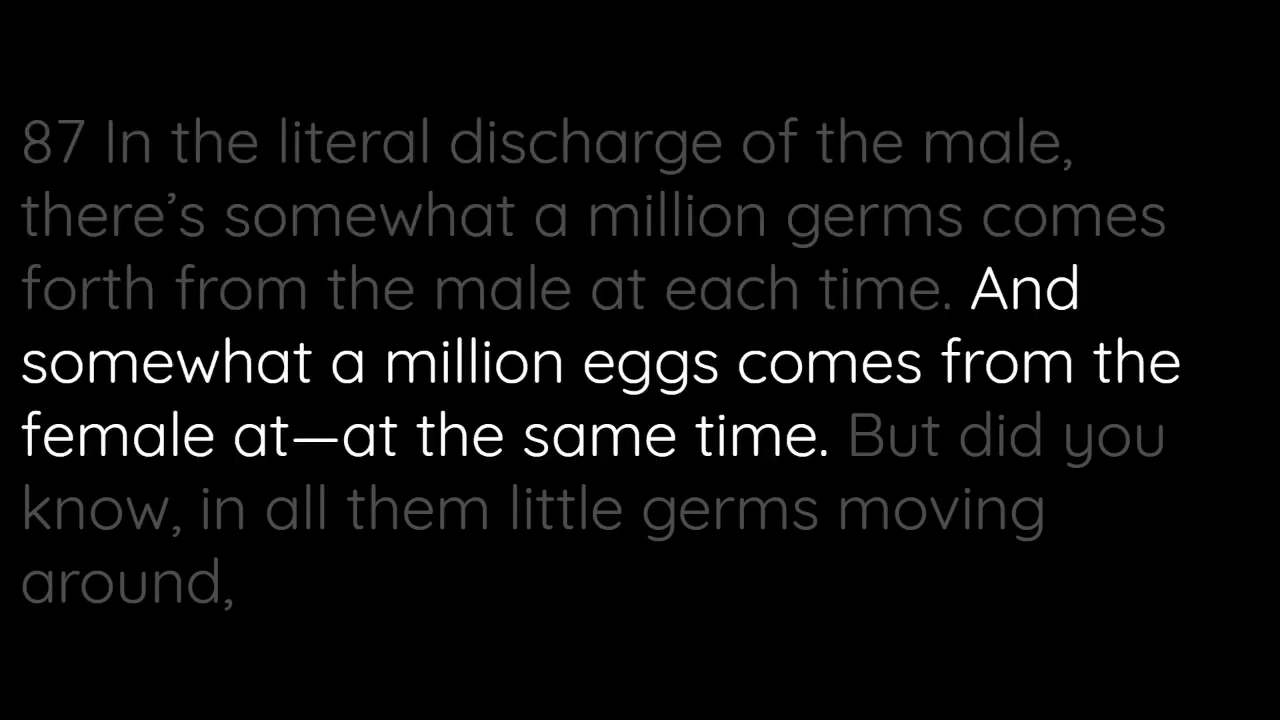 87 In the literal discharge of the male,
there’s somewhat a million germs comes
forth from the male at each time. And
somewhat a million eggs comes from the
female at—at the same time. But did you
know, in all them little germs moving
around,